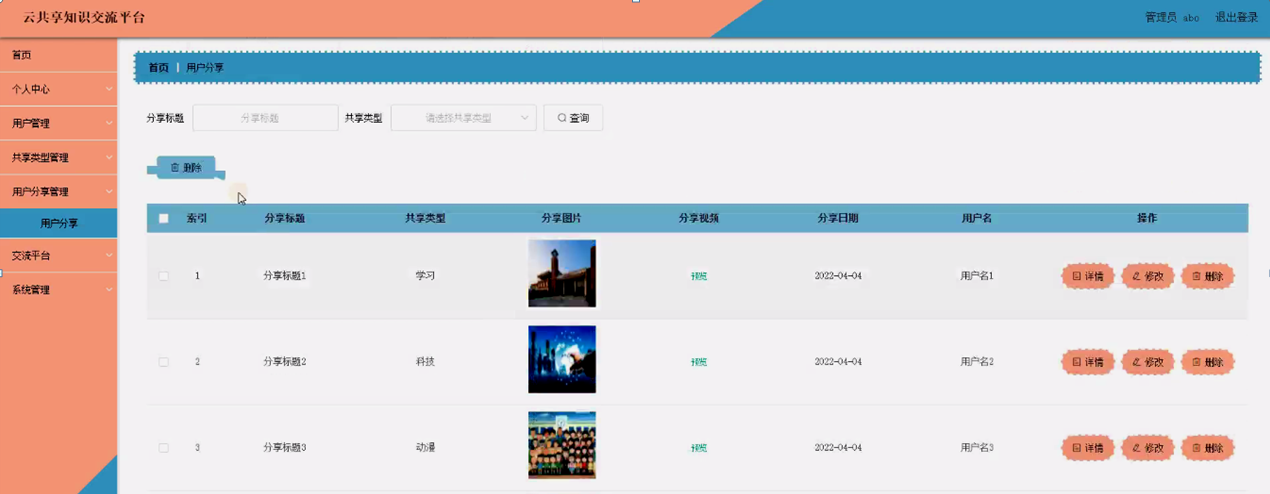 云共享知识交流平台
管理员 abo 退出登录
首页
个人中心
用户管理
共享类型管理
用户分享管理
用户分享
交流平台
系统管理
首页 | 用户分享
分享标题 分享标题 共享类型 请选择共享类型 查询
删除
索引 分享标题 共享类型 分享图片 分享视频 分享日期 用户名 操作
1 分享标题1 学习 预览 2022-04-04 用户名1 详情 修改 删除
2 分享标题2 科技 预览 2022-04-04 用户名2 详情 修改 删除
3 分享标题3 动漫 预览 2022-04-04 用户名3 详情 修改 删除